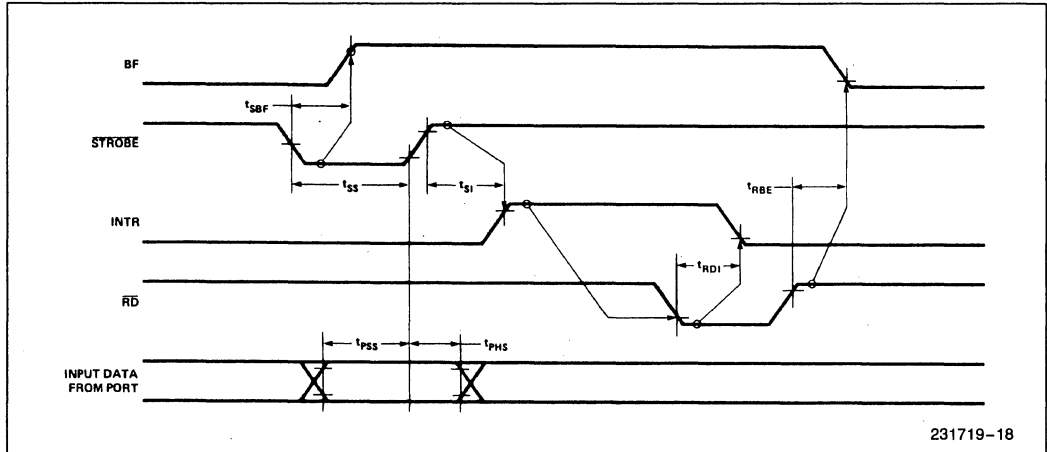 BF
tSBF
STROBE
tSS
tSI
tRBE
INTR
tRDI
RD
tPSS
tPHS
INPUT DATA
FROM PORT
231719-18